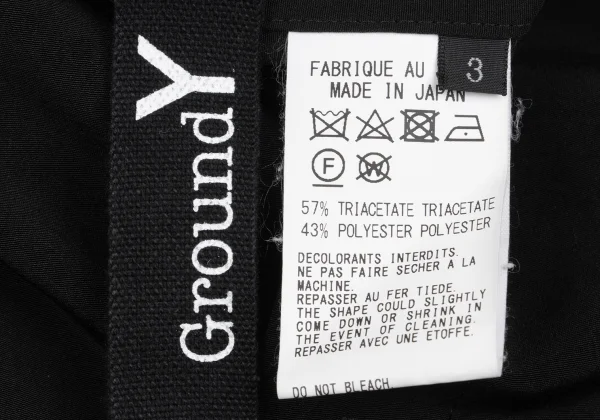 GroundY
3
FABRIQUE AU
MADE IN JAPAN
F
W
57% TRIACETATE TRIACETATE
43% POLYESTER POLYESTER
DECOLORANTS INTERDITS.
NE PAS FAIRE SECHER A LA
MACHINE.
REPASSER AU FER TIEDE.
THE SHAPE COULD SLIGHTLY
COME DOWN OR SHRINK IN
THE EVENT OF CLEANING.
REPASSER AVEC UNE ETOFFE.
DO NOT BLEACH